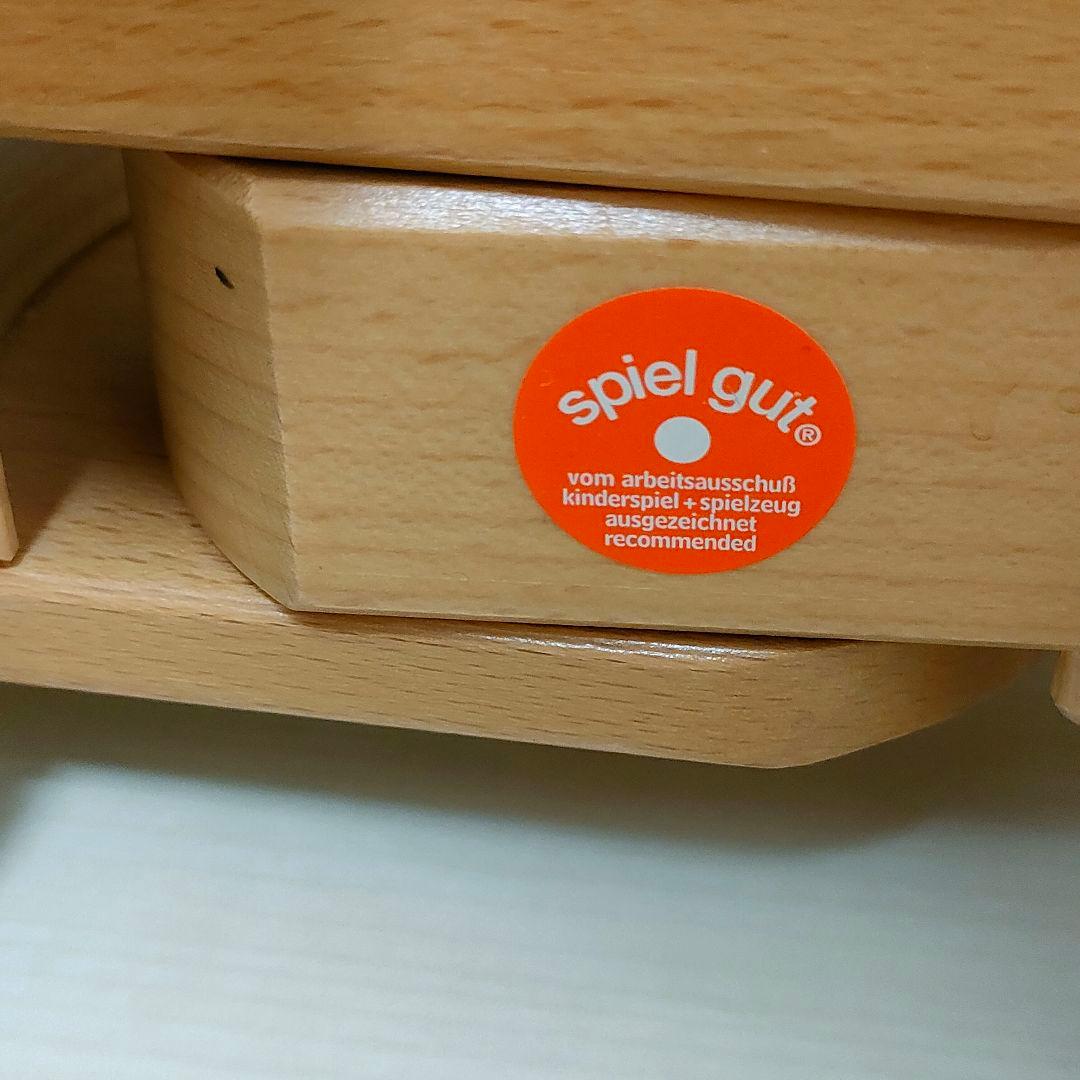 spiel gut®
vom arbeitsausschuß
kinderspiel + spielzeug
ausgezeichnet
recommended